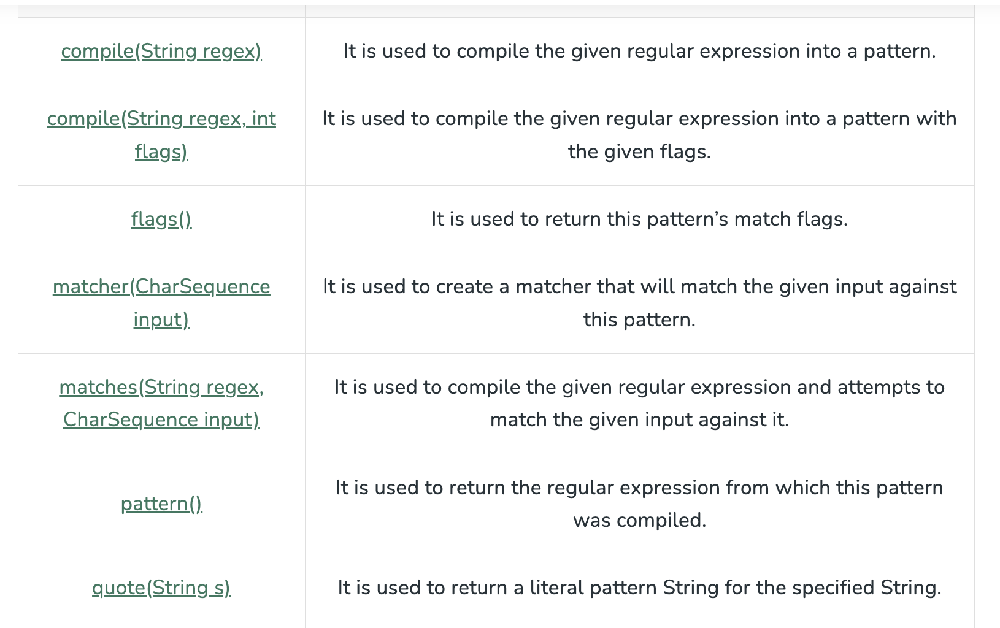 compile(String regex)
It is used to compile the given regular expression into a pattern.
compile(String regex, int
flags)
It is used to compile the given regular expression into a pattern with
the given flags.
flags()
It is used to return this pattern’s match flags.
matcher(CharSequence
input)
It is used to create a matcher that will match the given input against
this pattern.
matches(String regex,
CharSequence input)
It is used to compile the given regular expression and attempts to
match the given input against it.
pattern()
It is used to return the regular expression from which this pattern
was compiled.
quote(String s)
It is used to return a literal pattern String for the specified String.